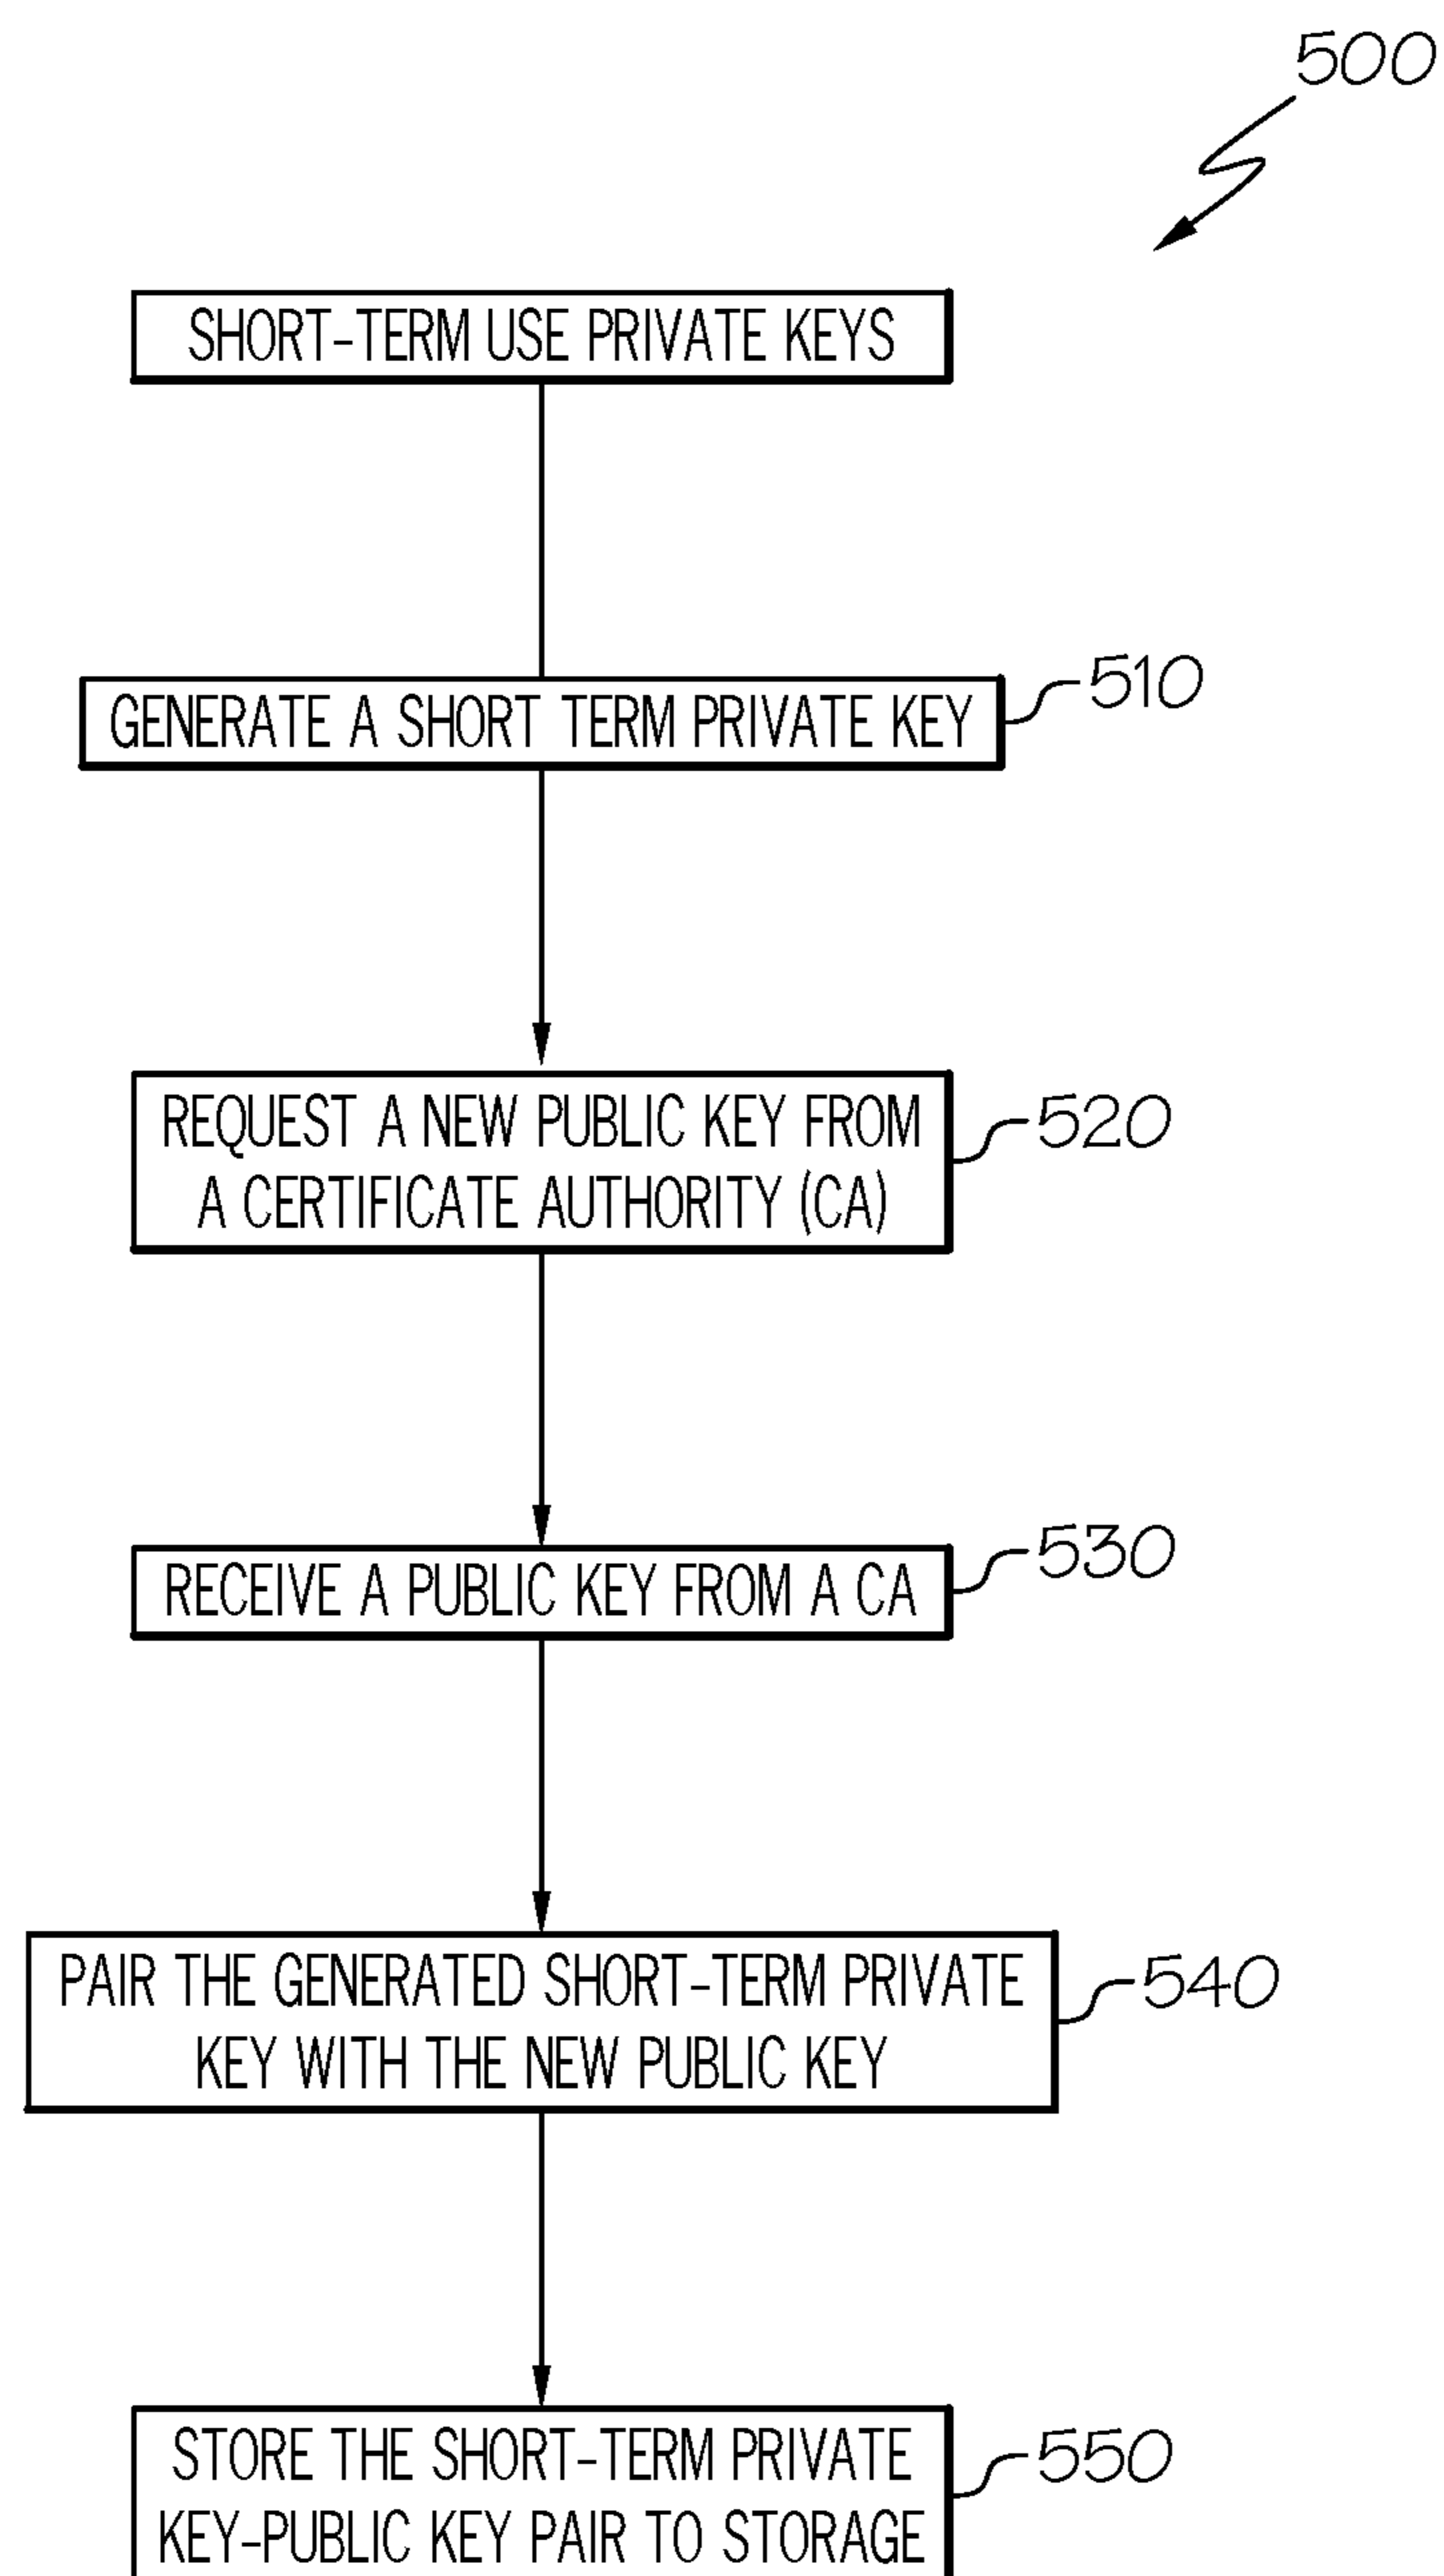 500
SHORT-TERM USE PRIVATE KEYS
GENERATE A SHORT TERM PRIVATE KEY
510
REQUEST A NEW PUBLIC KEY FROM
A CERTIFICATE AUTHORITY (CA)
520
RECEIVE A PUBLIC KEY FROM A CA
530
PAIR THE GENERATED SHORT-TERM PRIVATE
KEY WITH THE NEW PUBLIC KEY
540
STORE THE SHORT-TERM PRIVATE
KEY-PUBLIC KEY PAIR TO STORAGE
550